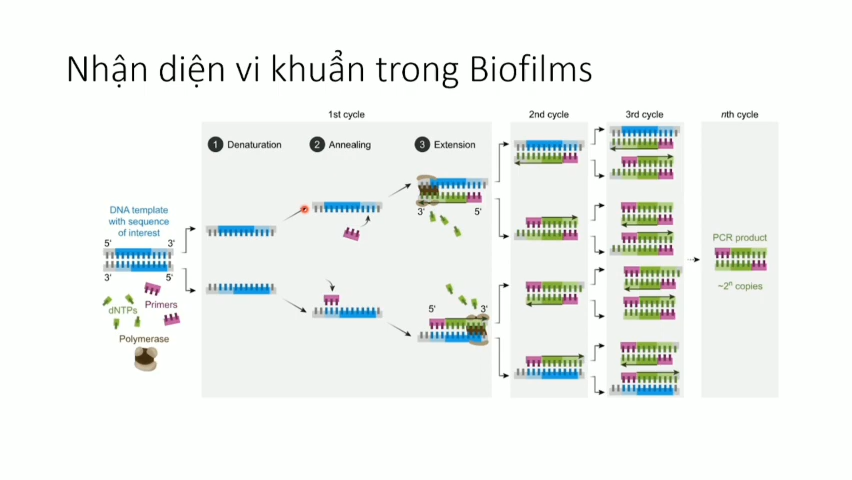 Nhận diện vi khuẩn trong Biofilms
1st cycle
2nd cycle
3rd cycle
nth cycle
1 Denaturation
2 Annealing
3 Extension
DNA template
with sequence
of interest
5' 3'
3' 5'
dNTPs
Primers
Polymerase
3' 5'
5' 3'
PCR product
~2ⁿ copies